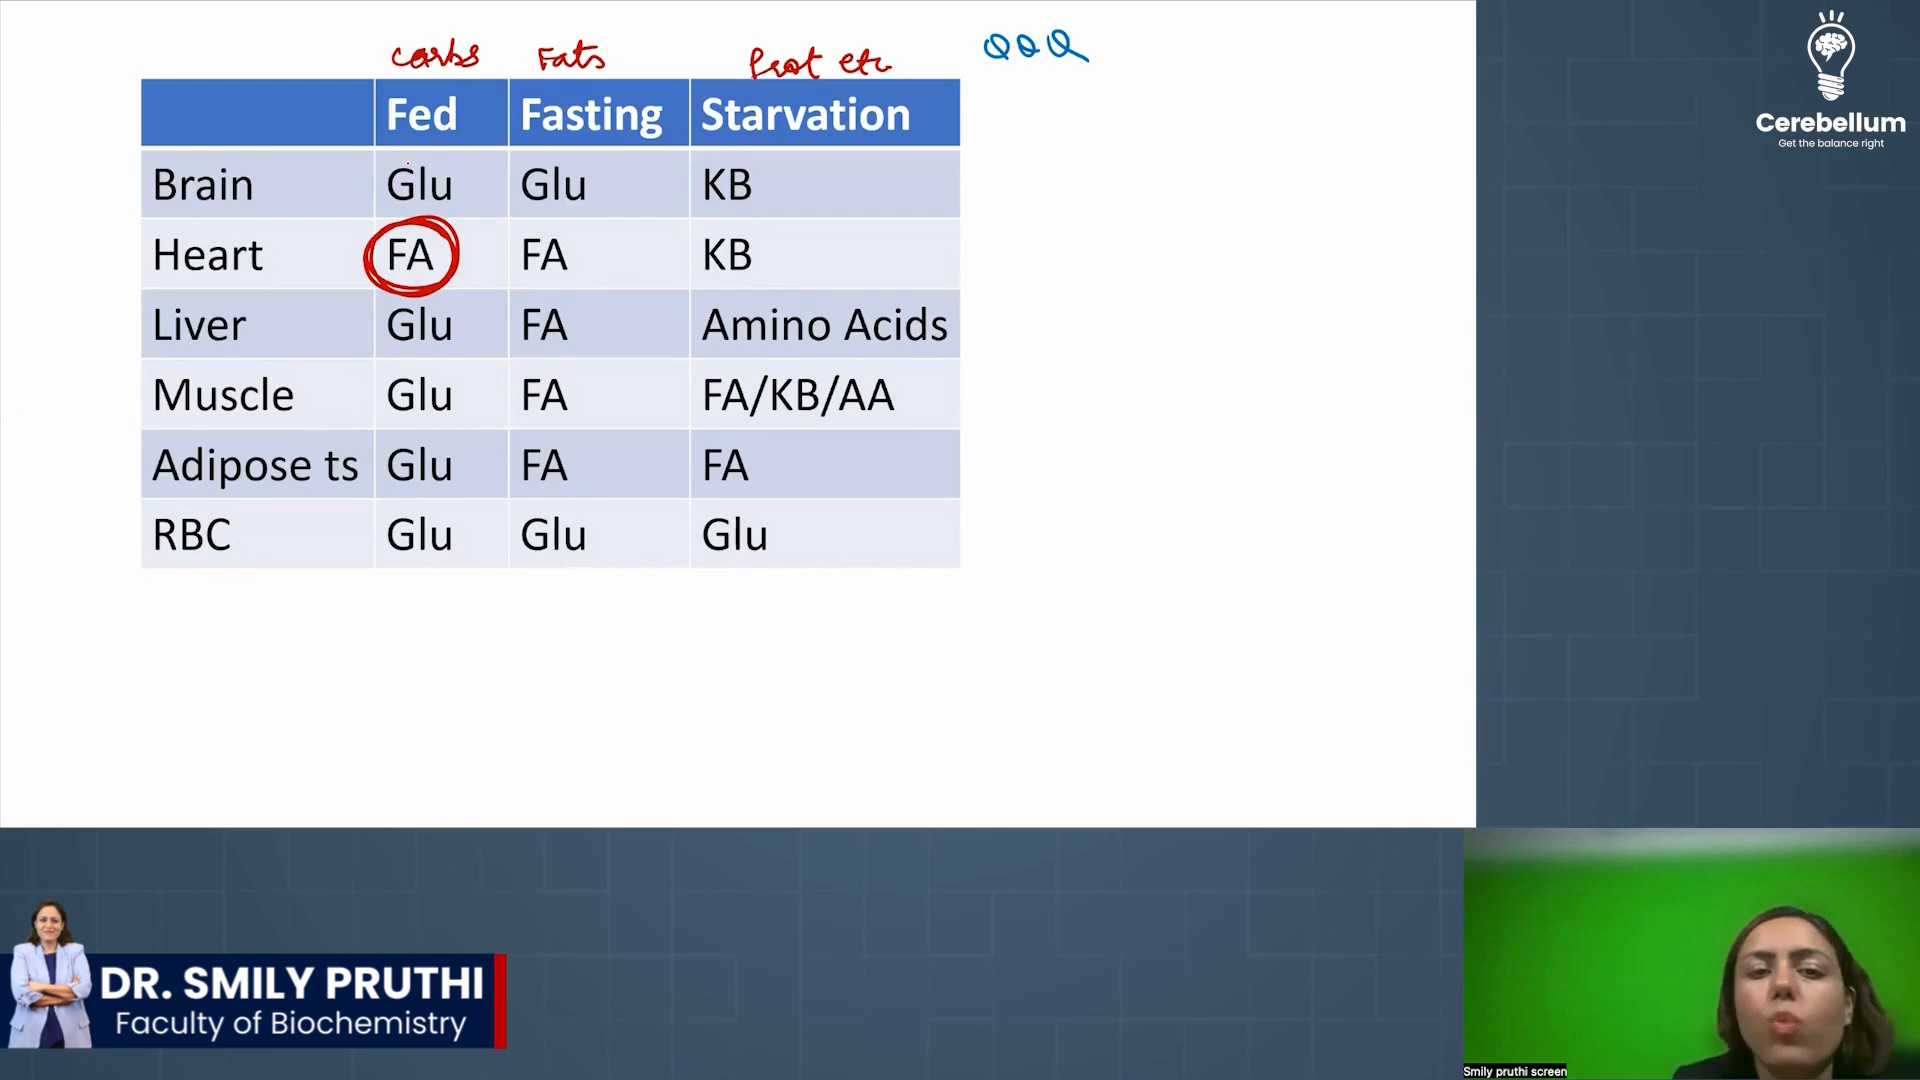 carbs Fats Prot etc QQQ
Fed Fasting Starvation
Brain Glu Glu KB
Heart FA FA KB
Liver Glu FA Amino Acids
Muscle Glu FA FA/KB/AA
Adipose ts Glu FA FA
RBC Glu Glu Glu
Cerebellum
Get the balance right
DR. SMILY PRUTHI
Faculty of Biochemistry
Smily pruthi screen